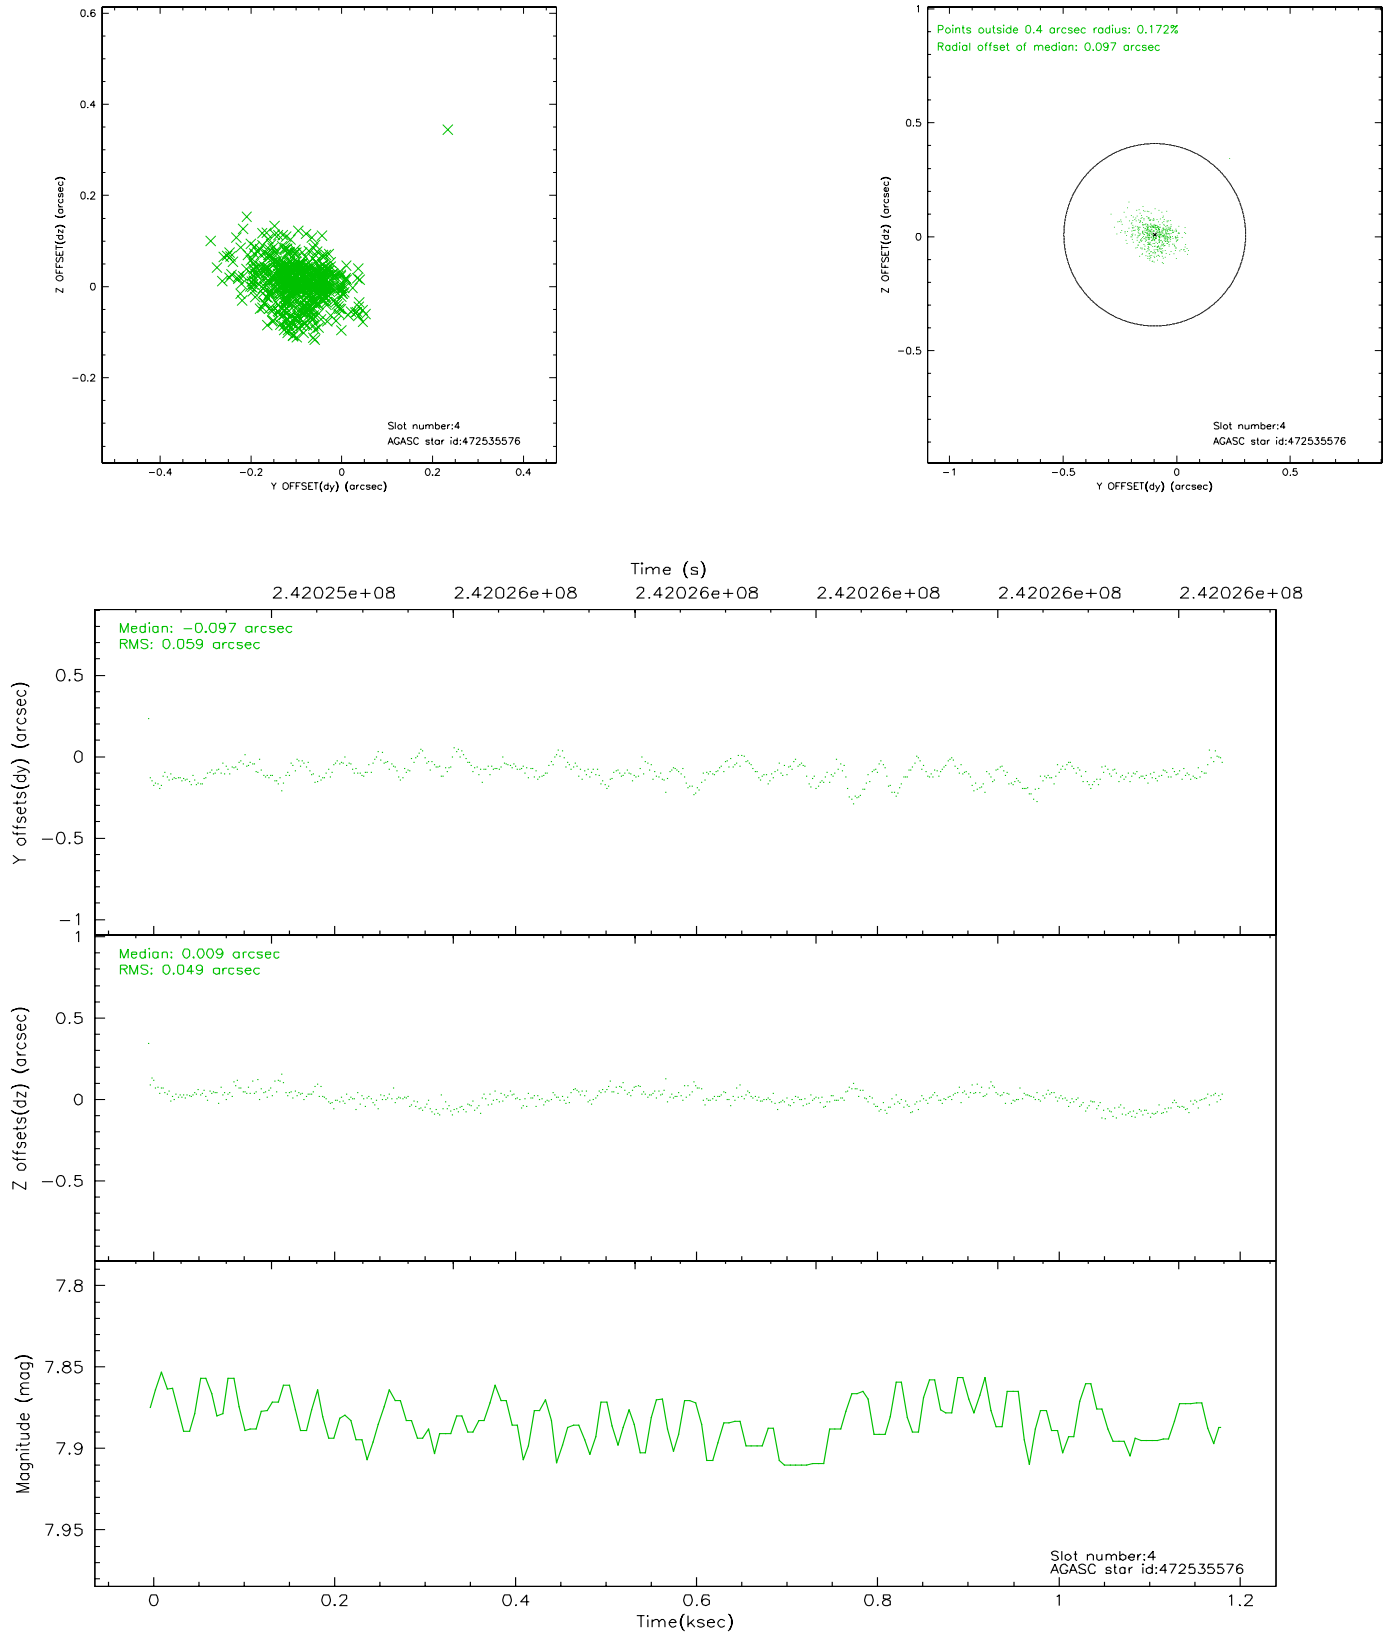 0.6
0.4
0.2
0
−0.2
Z OFFSET(dz) (arcsec)
Slot number:4
AGASC star id:472535576
−0.4
−0.2
0
0.2
0.4
Y OFFSET(dy) (arcsec)
Points outside 0.4 arcsec radius: 0.172%
Radial offset of median: 0.097 arcsec
1
0.5
0
−0.5
Z OFFSET(dz) (arcsec)
Slot number:4
AGASC star id:472535576
−1
−0.5
0
0.5
Y OFFSET(dy) (arcsec)
Time (s)
2.42025e+08
2.42026e+08
2.42026e+08
2.42026e+08
2.42026e+08
2.42026e+08
Median: −0.097 arcsec
RMS: 0.059 arcsec
0.5
0
−0.5
−1
Y offsets(dy) (arcsec)
Median: 0.009 arcsec
RMS: 0.049 arcsec
1
0.5
0
−0.5
Z offsets(dz) (arcsec)
7.8
7.85
7.9
7.95
Magnitude (mag)
Slot number:4
AGASC star id:472535576
0
0.2
0.4
0.6
0.8
1
1.2
Time(ksec)